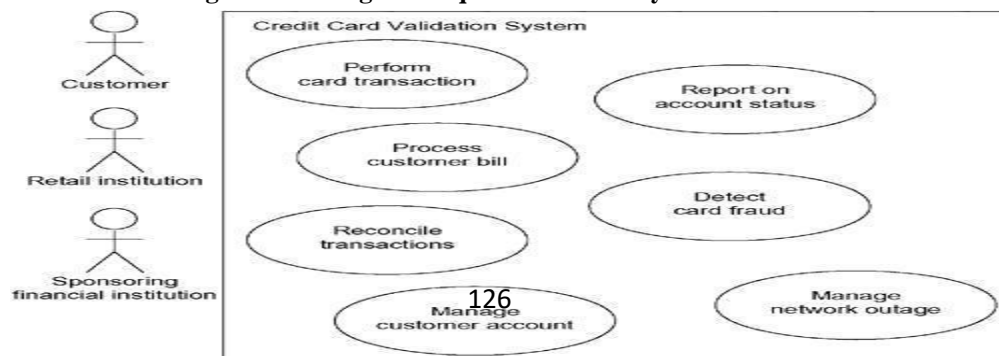 Credit Card Validation System
Customer
Retail institution
Sponsoring
financial institution
Perform
card transaction
Report on
account status
Process
customer bill
Detect
card fraud
Reconcile
transactions
126
Manage
customer account
Manage
network outage